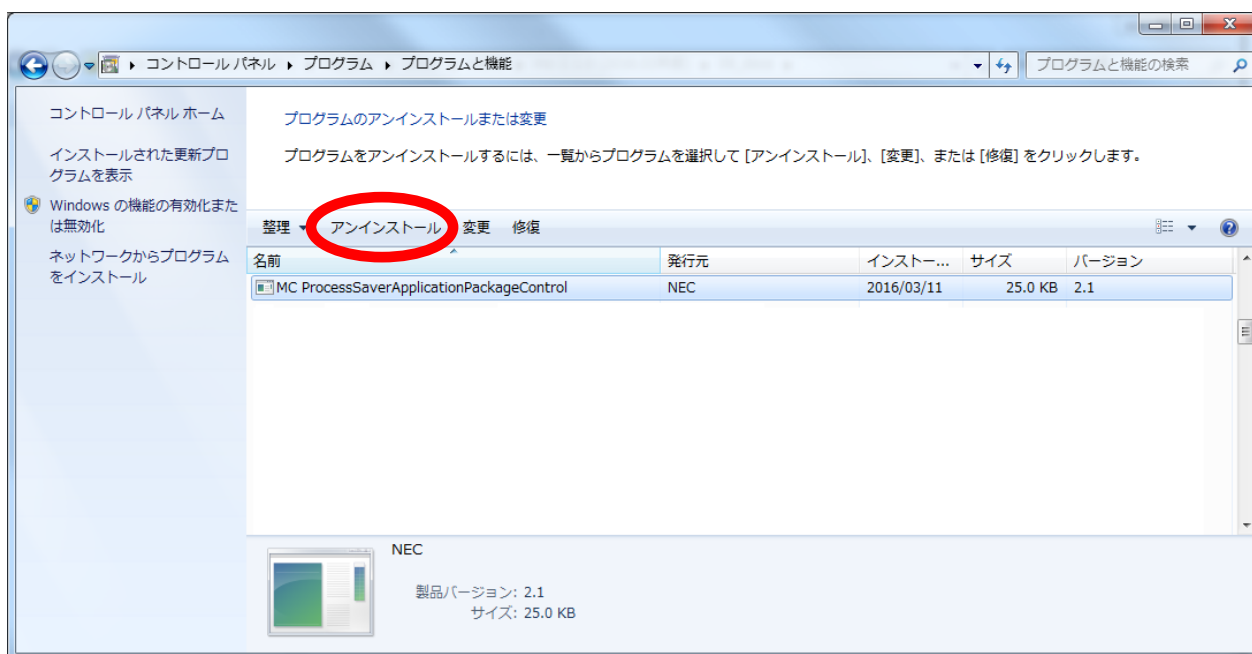 コントロール パネル ▸ プログラム ▸ プログラムと機能
プログラムと機能の検索
コントロール パネル ホーム
インストールされた更新プロ
グラムを表示
Windows の機能の有効化また
は無効化
ネットワークからプログラム
をインストール
プログラムのアンインストールまたは変更
プログラムをアンインストールするには、一覧からプログラムを選択して [アンインストール]、[変更]、または [修復] をクリックします。
整理 アンインストール 変更 修復
名前 発行元 インストー... サイズ バージョン
MC ProcessSaverApplicationPackageControl NEC 2016/03/11 25.0 KB 2.1
NEC
製品バージョン: 2.1
サイズ: 25.0 KB